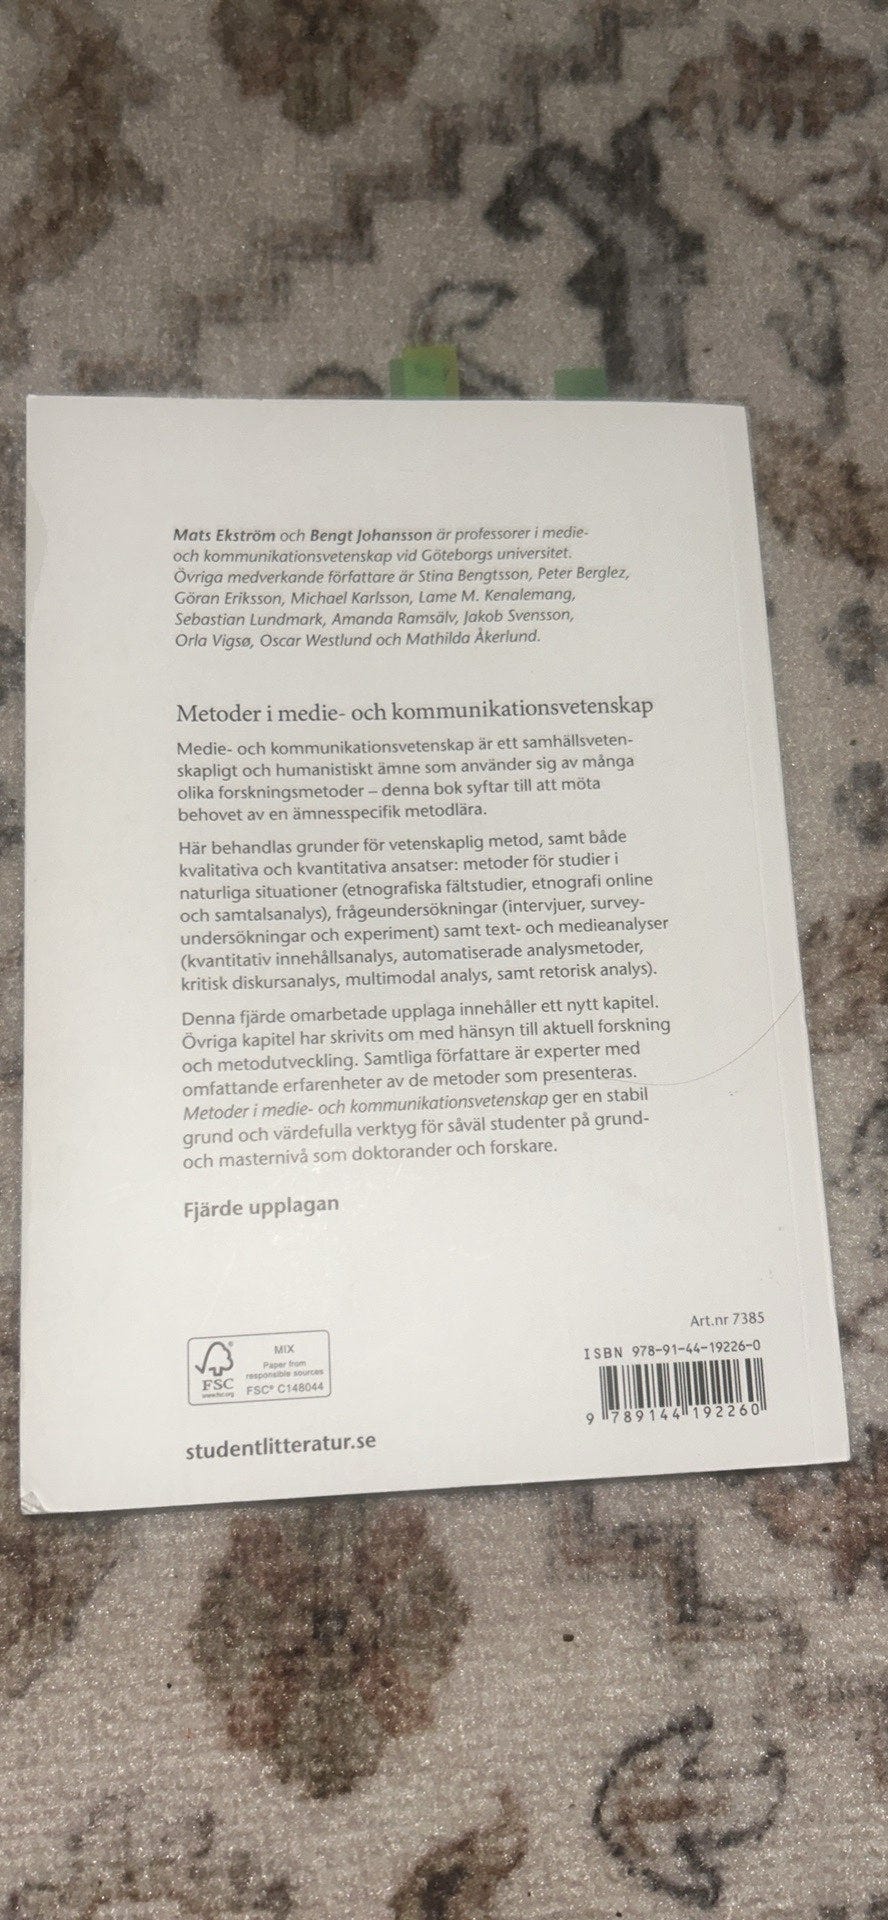 Mats Ekström och Bengt Johansson är professorer i medie-
och kommunikationsvetenskap vid Göteborgs universitet.
Övriga medverkande författare är Stina Bengtsson, Peter Berglez,
Göran Eriksson, Michael Karlsson, Lame M. Kenalemang,
Sebastian Lundmark, Amanda Ramsälv, Jakob Svensson,
Orla Vigsø, Oscar Westlund och Mathilda Åkerlund.
Metoder i medie- och kommunikationsvetenskap
Medie- och kommunikationsvetenskap är ett samhällsveten-
skapligt och humanistiskt ämne som använder sig av många
olika forskningsmetoder – denna bok syftar till att möta
behovet av en ämnesspecifik metodlära.
Här behandlas grunder för vetenskaplig metod, samt både
kvalitativa och kvantitativa ansatser: metoder för studier i
naturliga situationer (etnografiska fältstudier, etnografi online
och samtalsanalys), frågeundersökningar (intervjuer, survey-
undersökningar och experiment) samt text- och medieanalyser
(kvantitativ innehållsanalys, automatiserade analysmetoder,
kritisk diskursanalys, multimodal analys, samt retorisk analys).
Denna fjärde omarbetade upplaga innehåller ett nytt kapitel.
Övriga kapitel har skrivits om med hänsyn till aktuell forskning
och metodutveckling. Samtliga författare är experter med
omfattande erfarenheter av de metoder som presenteras.
Metoder i medie- och kommunikationsvetenskap ger en stabil
grund och värdefulla verktyg för såväl studenter på grund-
och masternivå som doktorander och forskare.
Fjärde upplagan
Art.nr 7385
ISBN 978-91-44-19226-0
9 789144 192260
MIX
Paper from
responsible sources
FSC® C148044
FSC
www.fsc.org
studentlitteratur.se